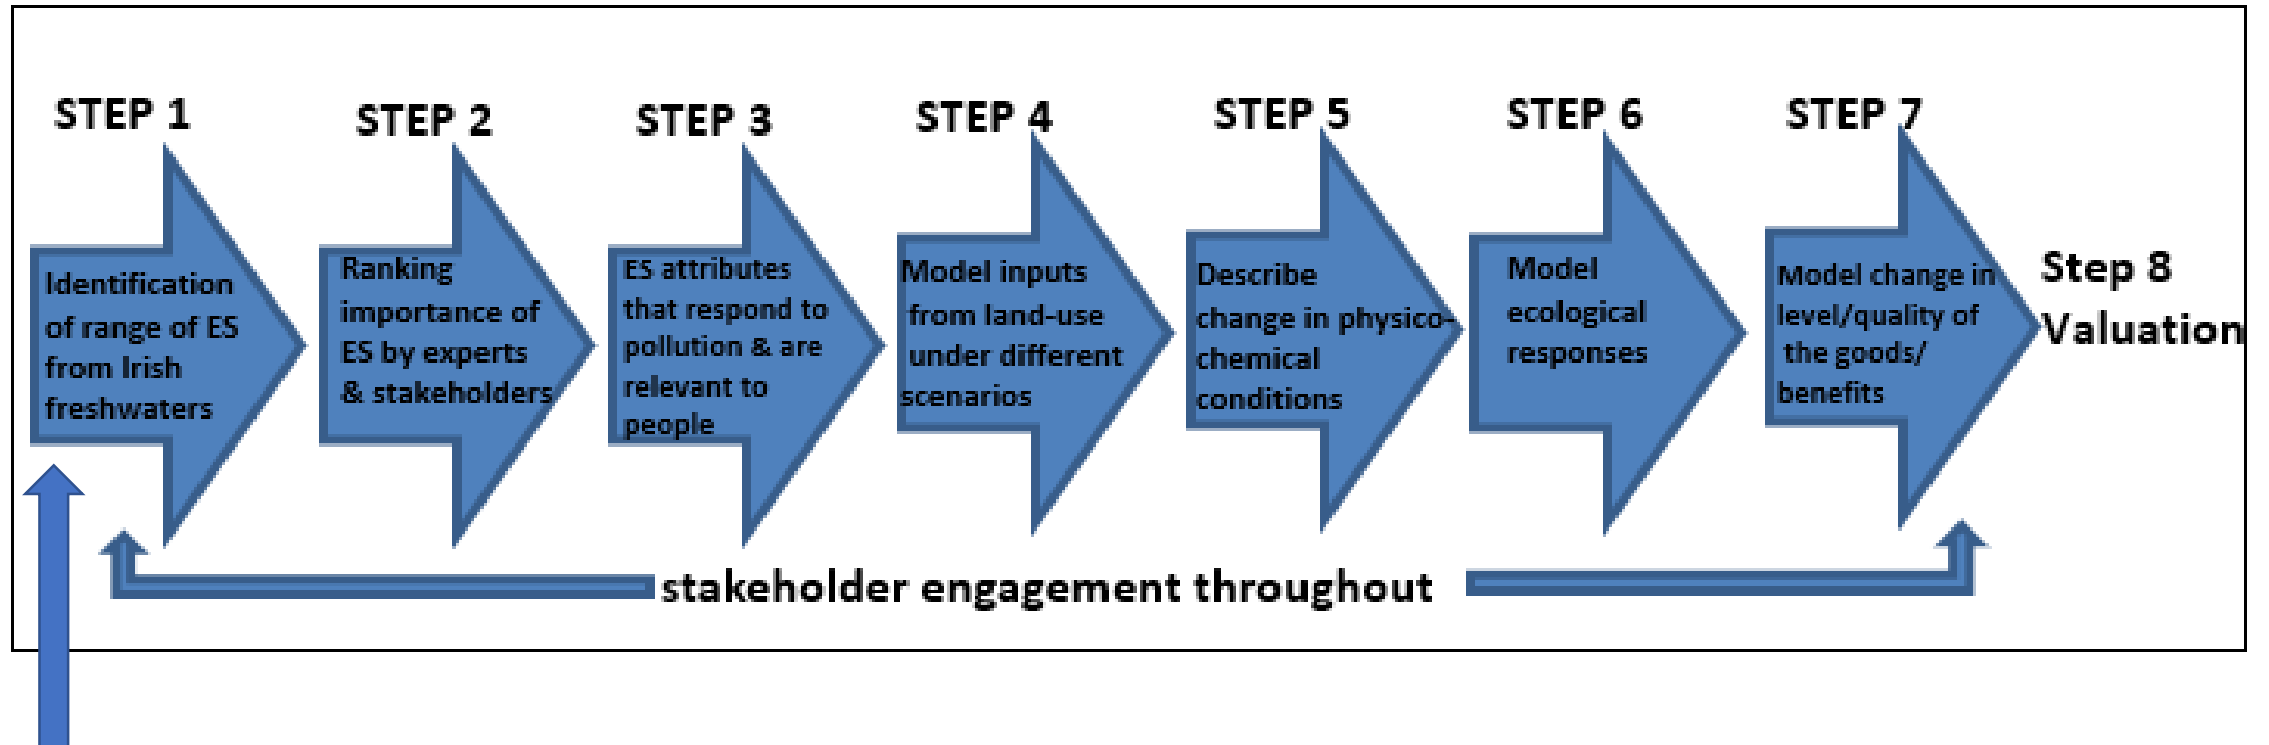 STEP 1
Identification
of range of ES
from Irish
freshwaters
STEP 2
Ranking
importance of
ES by experts
& stakeholders
STEP 3
ES attributes
that respond to
pollution & are
relevant to
people
STEP 4
Model inputs
from land-use
under different
scenarios
STEP 5
Describe
change in physico-
chemical
conditions
STEP 6
Model
ecological
responses
STEP 7
Model change in
level/quality of
the goods/
benefits
Step 8
Valuation
stakeholder engagement throughout